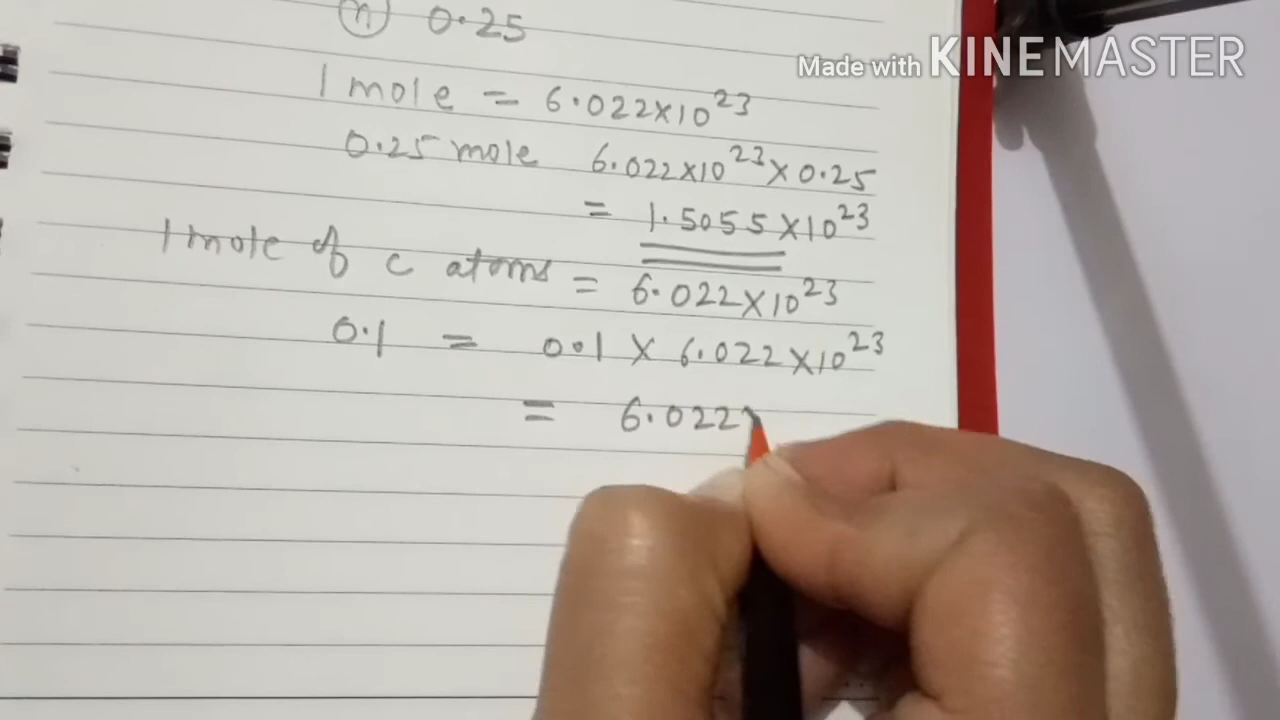 (n) 0.25
Made with KINEMASTER
1 mole = 6.022×10²³
0.25 mole 6.022×10²³×0.25
= 1.5055×10²³
1 mole of c atoms = 6.022×10²³
0.1 = 0.1 × 6.022×10²³
= 6.022×